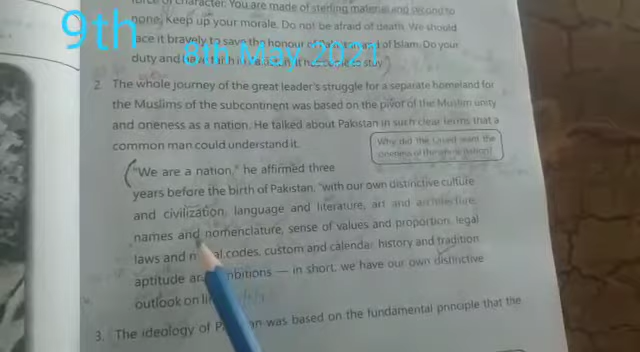 of character. You are made of sterling material and second to
none. Keep up your morale. Do not be afraid of death. We should
face it bravely to save the honour of and of Islam. Do your
duty and
9th
8th May 2021
2. The whole journey of the great leader's struggle for a separate homeland for
the Muslims of the subcontinent was based on the pivot of the Muslim unity
and oneness as a nation. He talked about Pakistan in such clear terms that a
common man could understand it.
Why did the Quaid want the
oneness of the whole nation?
"We are a nation," he affirmed three
years before the birth of Pakistan, "with our own distinctive culture
and civilization, language and literature, art and architecture,
names and nomenclature, sense of values and proportion, legal
laws and codes, custom and calendar, history and tradition,
aptitude — in short, we have our own distinctive
outlook on
3. The ideology of was based on the fundamental principle that the